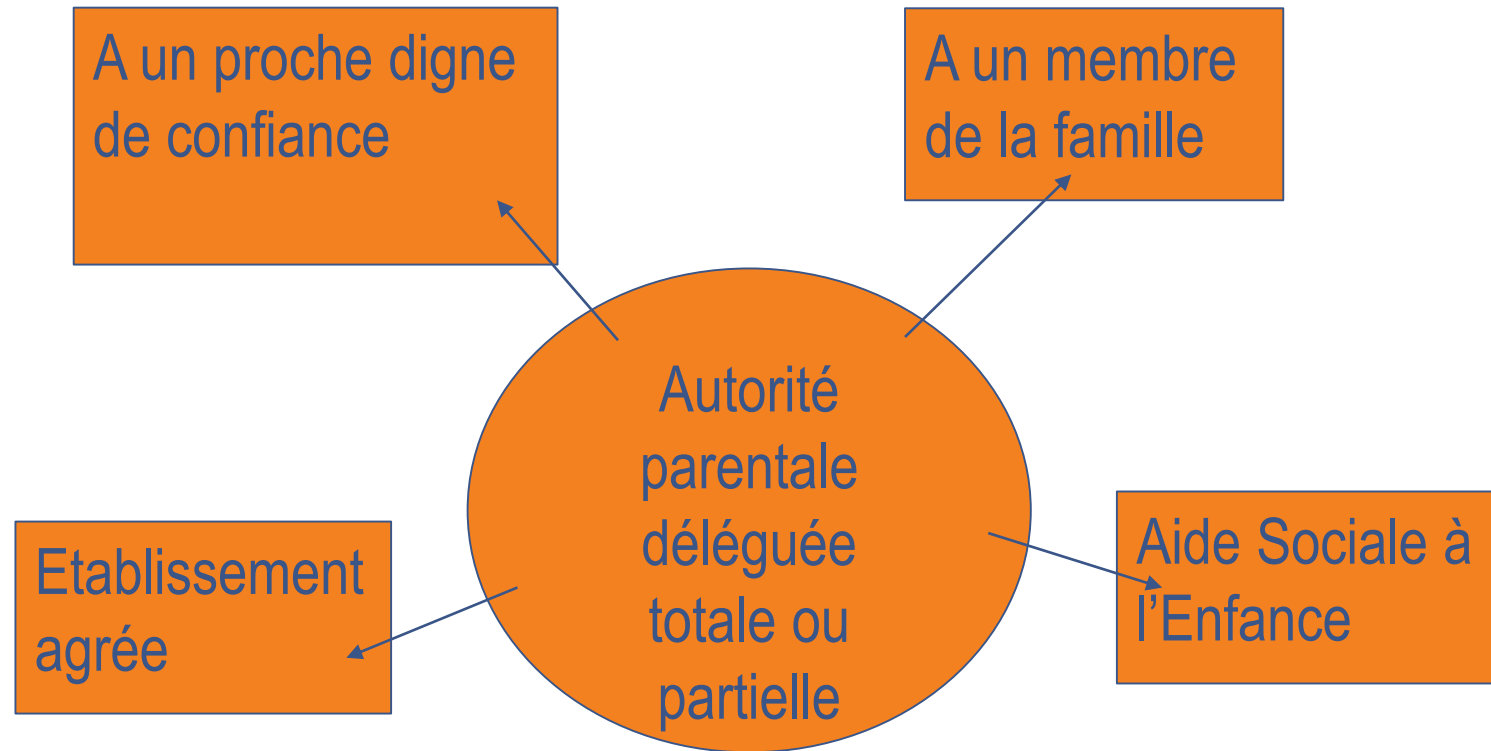 A un proche digne
de confiance
A un membre
de la famille
Autorité
parentale
déléguée
totale ou
partielle
Etablissement
agrée
Aide Sociale à
l’Enfance